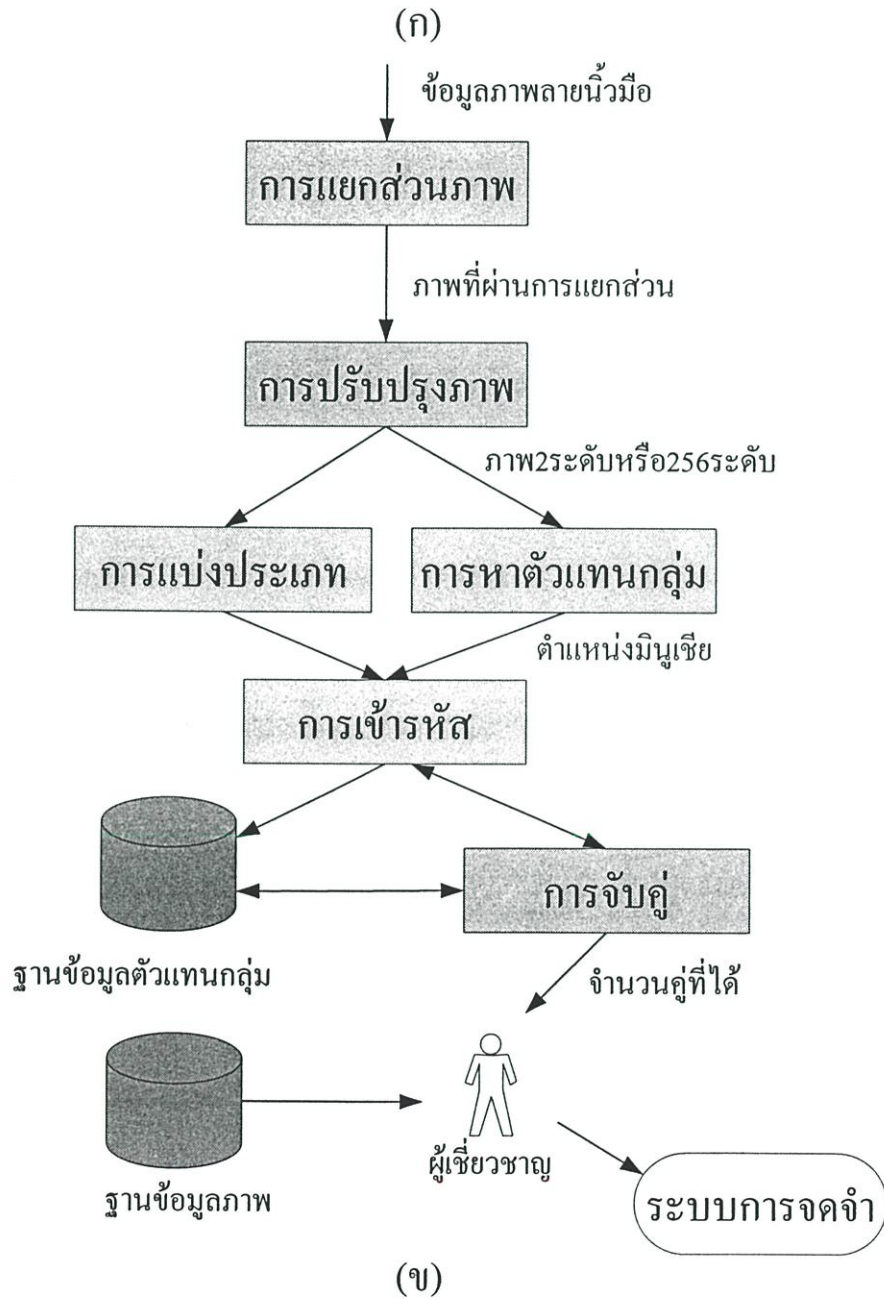 (ก)
ข้อมูลภาพลายนิ้วมือ
การแยกส่วนภาพ
ภาพที่ผ่านการแยกส่วน
การปรับปรุงภาพ
ภาพ2ระดับหรือ256ระดับ
การแบ่งประเภท
การหาตัวแทนกลุ่ม
ตำแหน่งมินูเชีย
การเข้ารหัส
การจับคู่
ฐานข้อมูลตัวแทนกลุ่ม
จำนวนคู่ที่ได้
ผู้เชี่ยวชาญ
ฐานข้อมูลภาพ
ระบบการจดจำ
(ข)